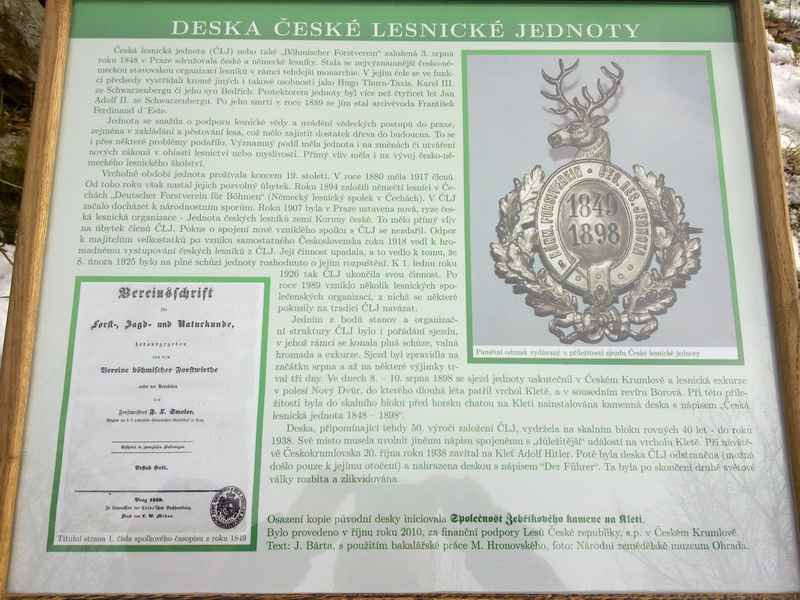 DESKA ČESKÉ LESNICKÉ JEDNOTY
Česká lesnická jednota (ČLJ) nebo také „Böhmischer Forstverein" založená 3. srpna
roku 1848 v Praze sdružovala české a německé lesníky. Stala se nejvýznamnější česko-ně-
meckou stavovskou organizací lesníků v rámci tehdejší monarchie. V jejím čele se ve funk-
ci předsedy vystřídali kromě jiných i takové osobnosti jako Hugo Thurn-Taxis, Karel III.
ze Schwarzenbergu či jeho syn Bedřich. Protektorem jednoty byl více než čtyřicet let Jan
Adolf II. ze Schwarzenbergu. Po jeho smrti v roce 1889 se jím stal arcivévoda František
Ferdinand d´Este.
Jednota se snažila o podporu lesnické vědy a uvádění vědeckých postupů do praxe,
zejména v zakládání a pěstování lesa, což mělo zajistit dostatek dřeva do budoucna. To se
i přes některé problémy podařilo. Významný podíl měla jednota i na změnách či utváření
nových zákonů v oblasti lesnictví nebo myslivosti. Přímý vliv měla i na vývoj česko-ně-
meckého lesnického školství.
Vrcholné období jednota prožívala koncem 19. století. V roce 1880 měla 1917 členů.
Od toho roku však nastal jejich pozvolný úbytek. Roku 1894 založili němečtí lesníci v Če-
chách „Deutscher Forstverein für Böhmen" (Německý lesnický spolek v Čechách). V ČLJ
začalo docházet k národnostním sporům. Roku 1907 byla v Praze ustavena nová, ryze čes-
ká lesnická organizace - Jednota českých lesníků zemí Koruny české. To mělo přímý vliv
na úbytek členů ČLJ. Pokus o spojení nově vzniklého spolku s ČLJ se nezdařil. Odpor
k majitelům velkostatků po vzniku samostatného Československa roku 1918 vedl k hro-
madnému vystupování českých lesníků z ČLJ. Její činnost upadala, a to vedlo k tomu, že
8. února 1925 bylo na plné schůzi jednoty rozhodnuto o jejím rozpuštění. K 1. lednu roku
1926 tak ČLJ ukončila svou činnost. Po
roce 1989 vzniklo několik lesnických spo-
lečenských organizací, z nichž se některé
pokusily na tradici ČLJ navázat.
Jedním z bodů stanov a organizač-
ní struktury ČLJ bylo i pořádání sjezdu,
v jehož rámci se konala plná schůze, valná
hromada a exkurze. Sjezd byl zpravidla na
začátku srpna a až na některé výjimky tr-
val tři dny. Ve dnech 8. – 10. srpna 1898 se sjezd jednoty uskutečnil v Českém Krumlově a lesnická exkurze
v polesí Nový Dvůr, do kterého dlouhá léta patřil vrchol Kletě, a v sousedním revíru Borová. Při této příle-
žitosti byla do skalního bloku před horskou chatou na Kleti nainstalována kamenná deska s nápisem „Česká
lesnická jednota 1848 – 1898".
Deska, připomínající tehdy 50. výročí založení ČLJ, vydržela na skalním bloku rovných 40 let - do roku
1938. Své místo musela uvolnit jinému nápisu spojenému s „důležitější" událostí na vrcholu Kletě. Při návště-
vě Českokrumlovska 20. října roku 1938 zavítal na Kleť Adolf Hitler. Poté byla deska ČLJ odstraněna (možná
došlo pouze k jejímu otočení) a nahrazena deskou s nápisem "Der Führer". Ta byla po skončení druhé světové
války rozbita a zlikvidována.
BÖHM. FORSTVEREIN
ČES. LES. JEDNOTA
1848
1898
Pamětní odznak vydávaný u příležitosti sjezdu České lesnické jednoty
Vereinsschrift
für
Forst-, Jagd- und Naturkunde,
herausgegeben
von dem
Vereine böhmischer Forstwirthe
unter der Redaktion
des
Erstes Heft.
Prag 1849.
Titulní strana 1. čísla spolkového časopisu z roku 1849
Osazení kopie původní desky iniciovala Společnost Žebříkového kamene na Kleti.
Bylo provedeno v říjnu roku 2010, za finanční podpory Lesů České republiky, s.p. v Českém Krumlově.
Text: J. Bárta, s použitím bakalářské práce M. Hronovského, foto: Národní zemědělské muzeum Ohrada.